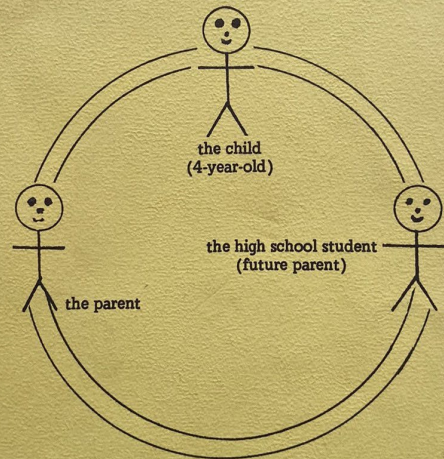 the child
(4-year-old)
the high school student
(future parent)
the parent